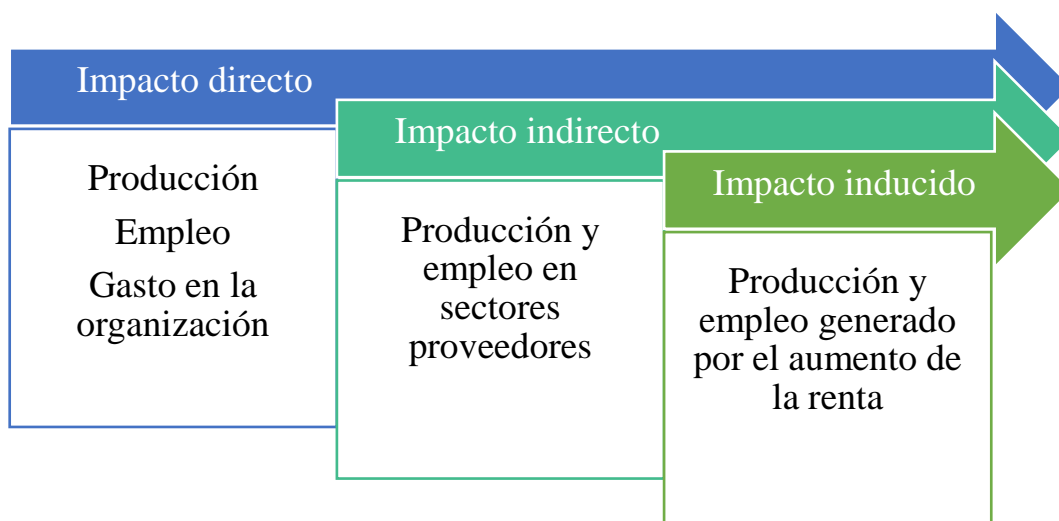 Impacto directo
Producción
Empleo
Gasto en la
organización
Impacto indirecto
Producción y
empleo en
sectores
proveedores
Impacto inducido
Producción y
empleo generado
por el aumento de
la renta